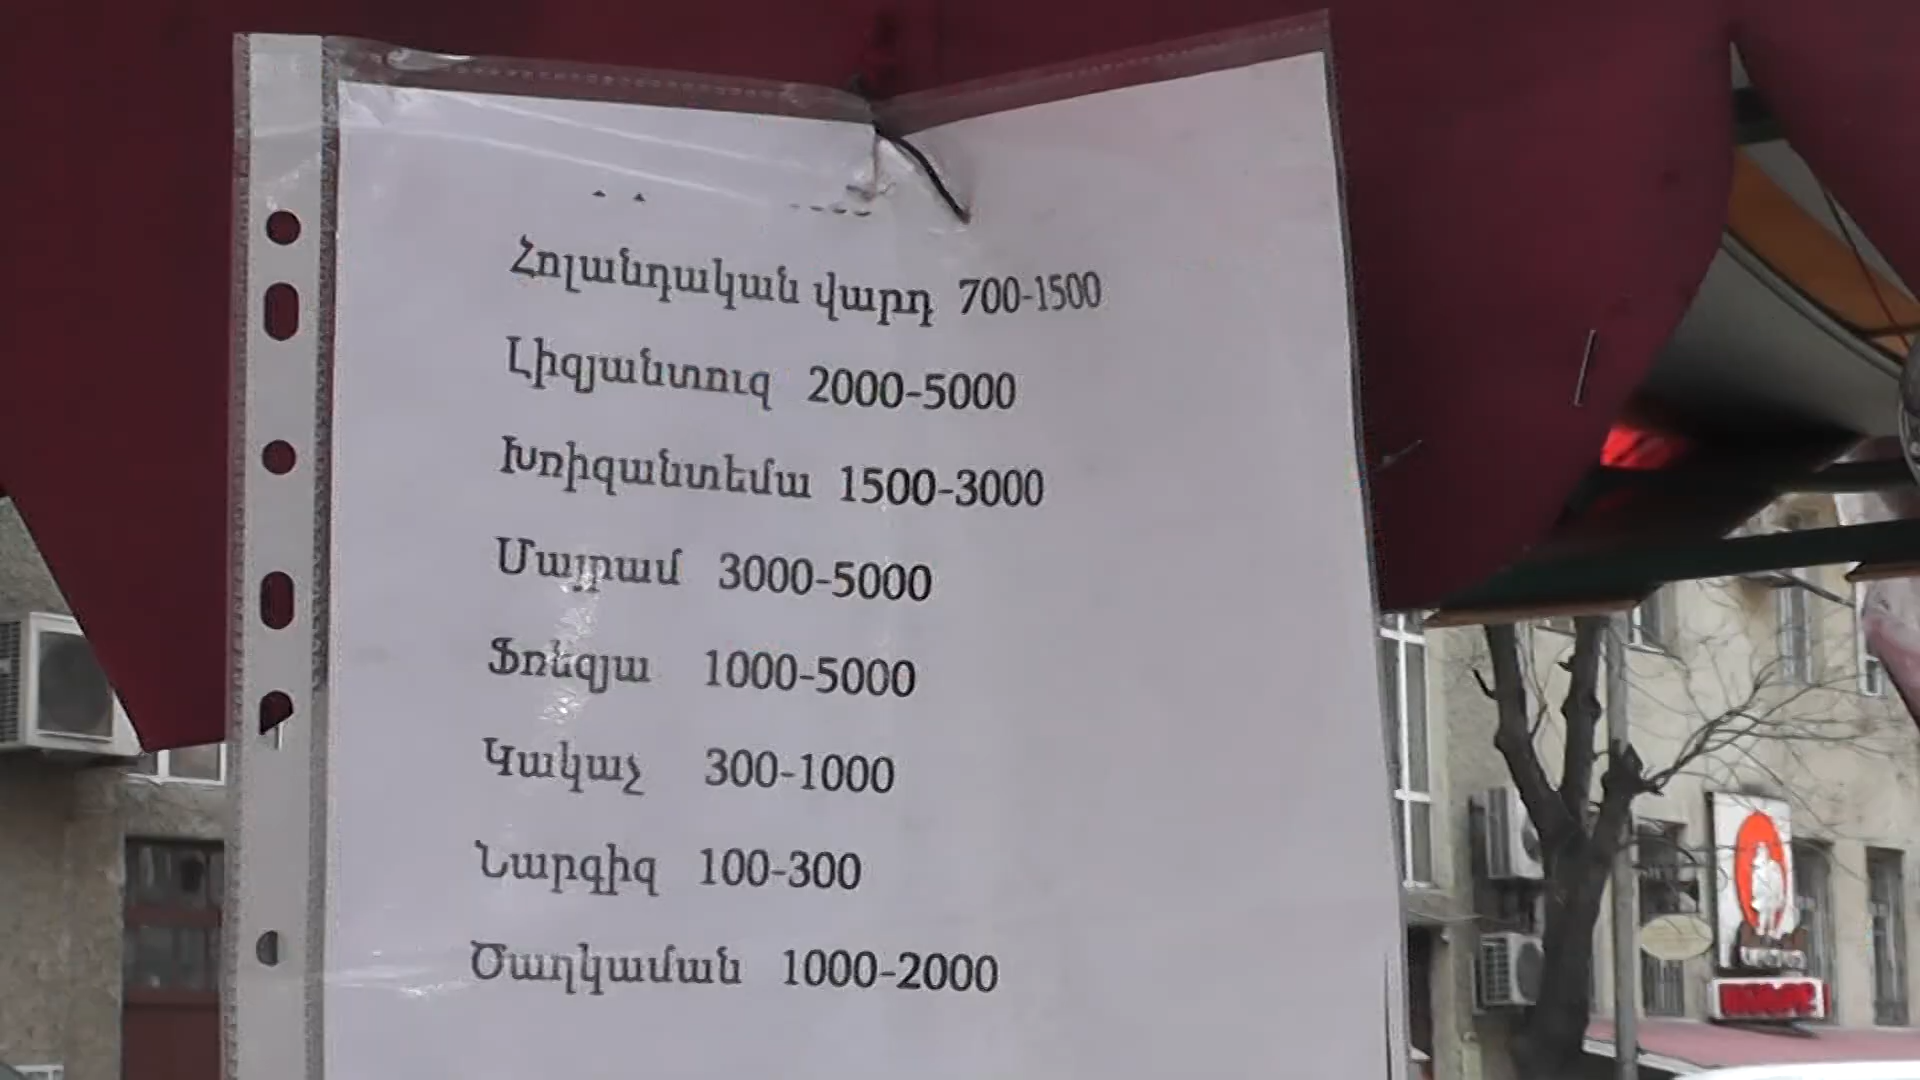 Հոլանդական վարդ 700-1500
Լիզյանտուզ 2000-5000
Խռիզանտեմա 1500-3000
Մայրամ 3000-5000
Ֆռեզյա 1000-5000
Կակաչ 300-1000
Նարգիզ 100-300
Ծաղկաման 1000-2000